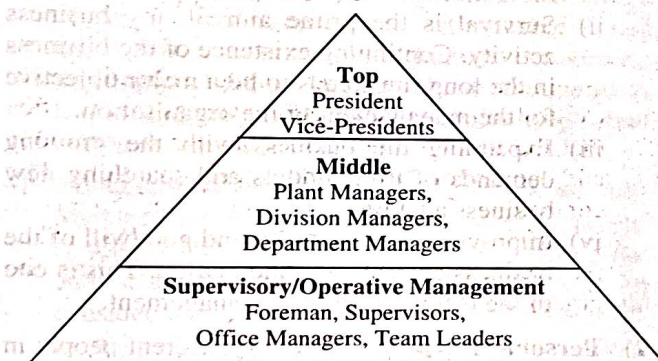 Top
President
Vice-Presidents
Middle
Plant Managers,
Division Managers,
Department Managers
Supervisory/Operative Management
Foreman, Supervisors,
Office Managers, Team Leaders